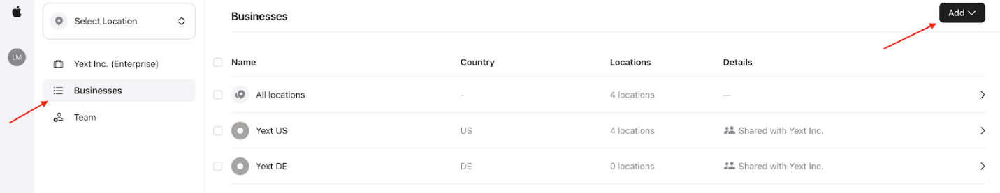 Select Location
Businesses
Add
LM
Yext Inc. (Enterprise)
Businesses
Team
Name Country Locations Details
All locations - 4 locations —
Yext US US 4 locations Shared with Yext Inc.
Yext DE DE 0 locations Shared with Yext Inc.